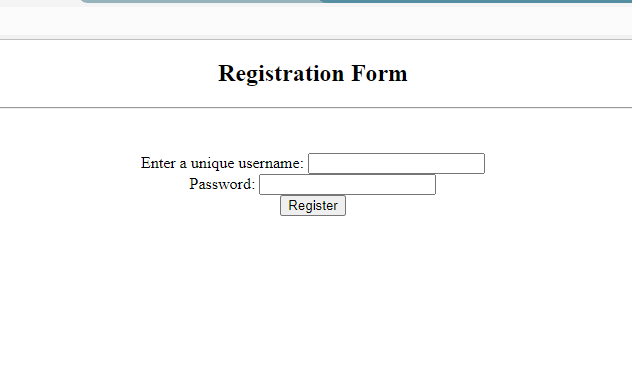 Registration Form
Enter a unique username:
Password:
Register